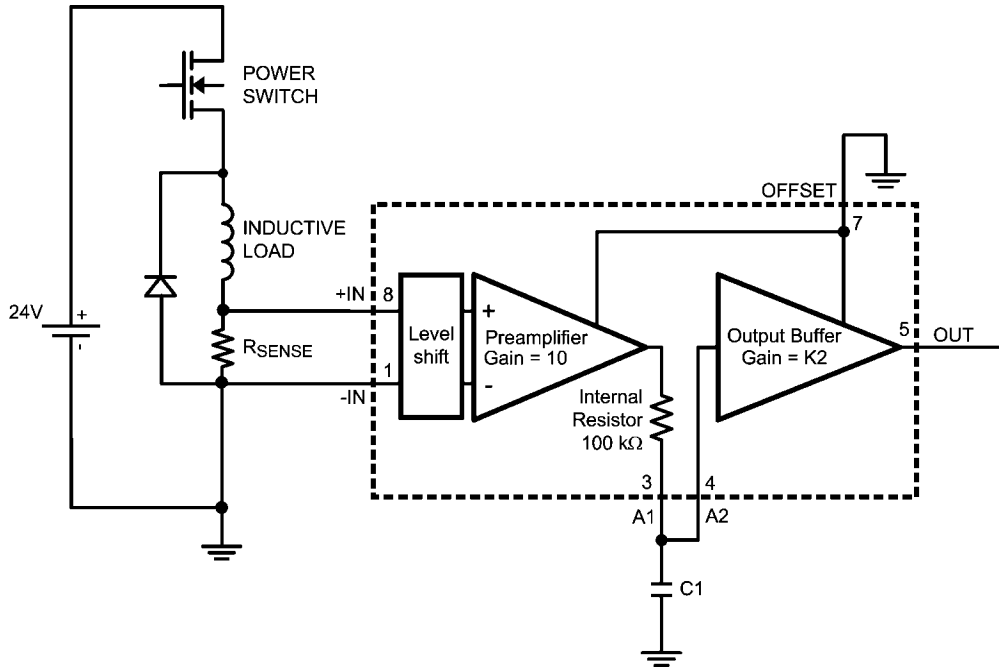 POWER
SWITCH
OFFSET
7
INDUCTIVE
LOAD
24V
+
-
+IN
8
RSENSE
-IN
1
Level
shift
+
-
Preamplifier
Gain = 10
Output Buffer
Gain = K2
5
OUT
Internal
Resistor
100 kΩ
3
4
A1
A2
C1